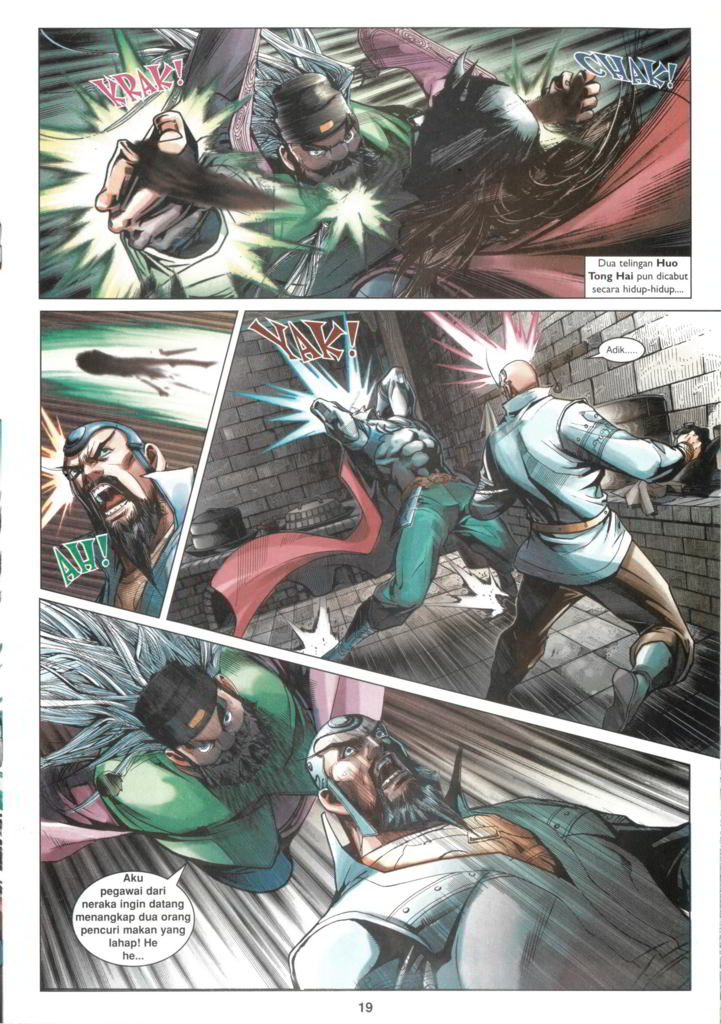 KRAK!
CHAK!
Dua telingan Huo
Tong Hai pun dicabut
secara hidup-hidup....
AH!
YAK!
Adik.....
Aku
pegawai dari
neraka ingin datang
menangkap dua orang
pencuri makan yang
lahap! He
he...
19